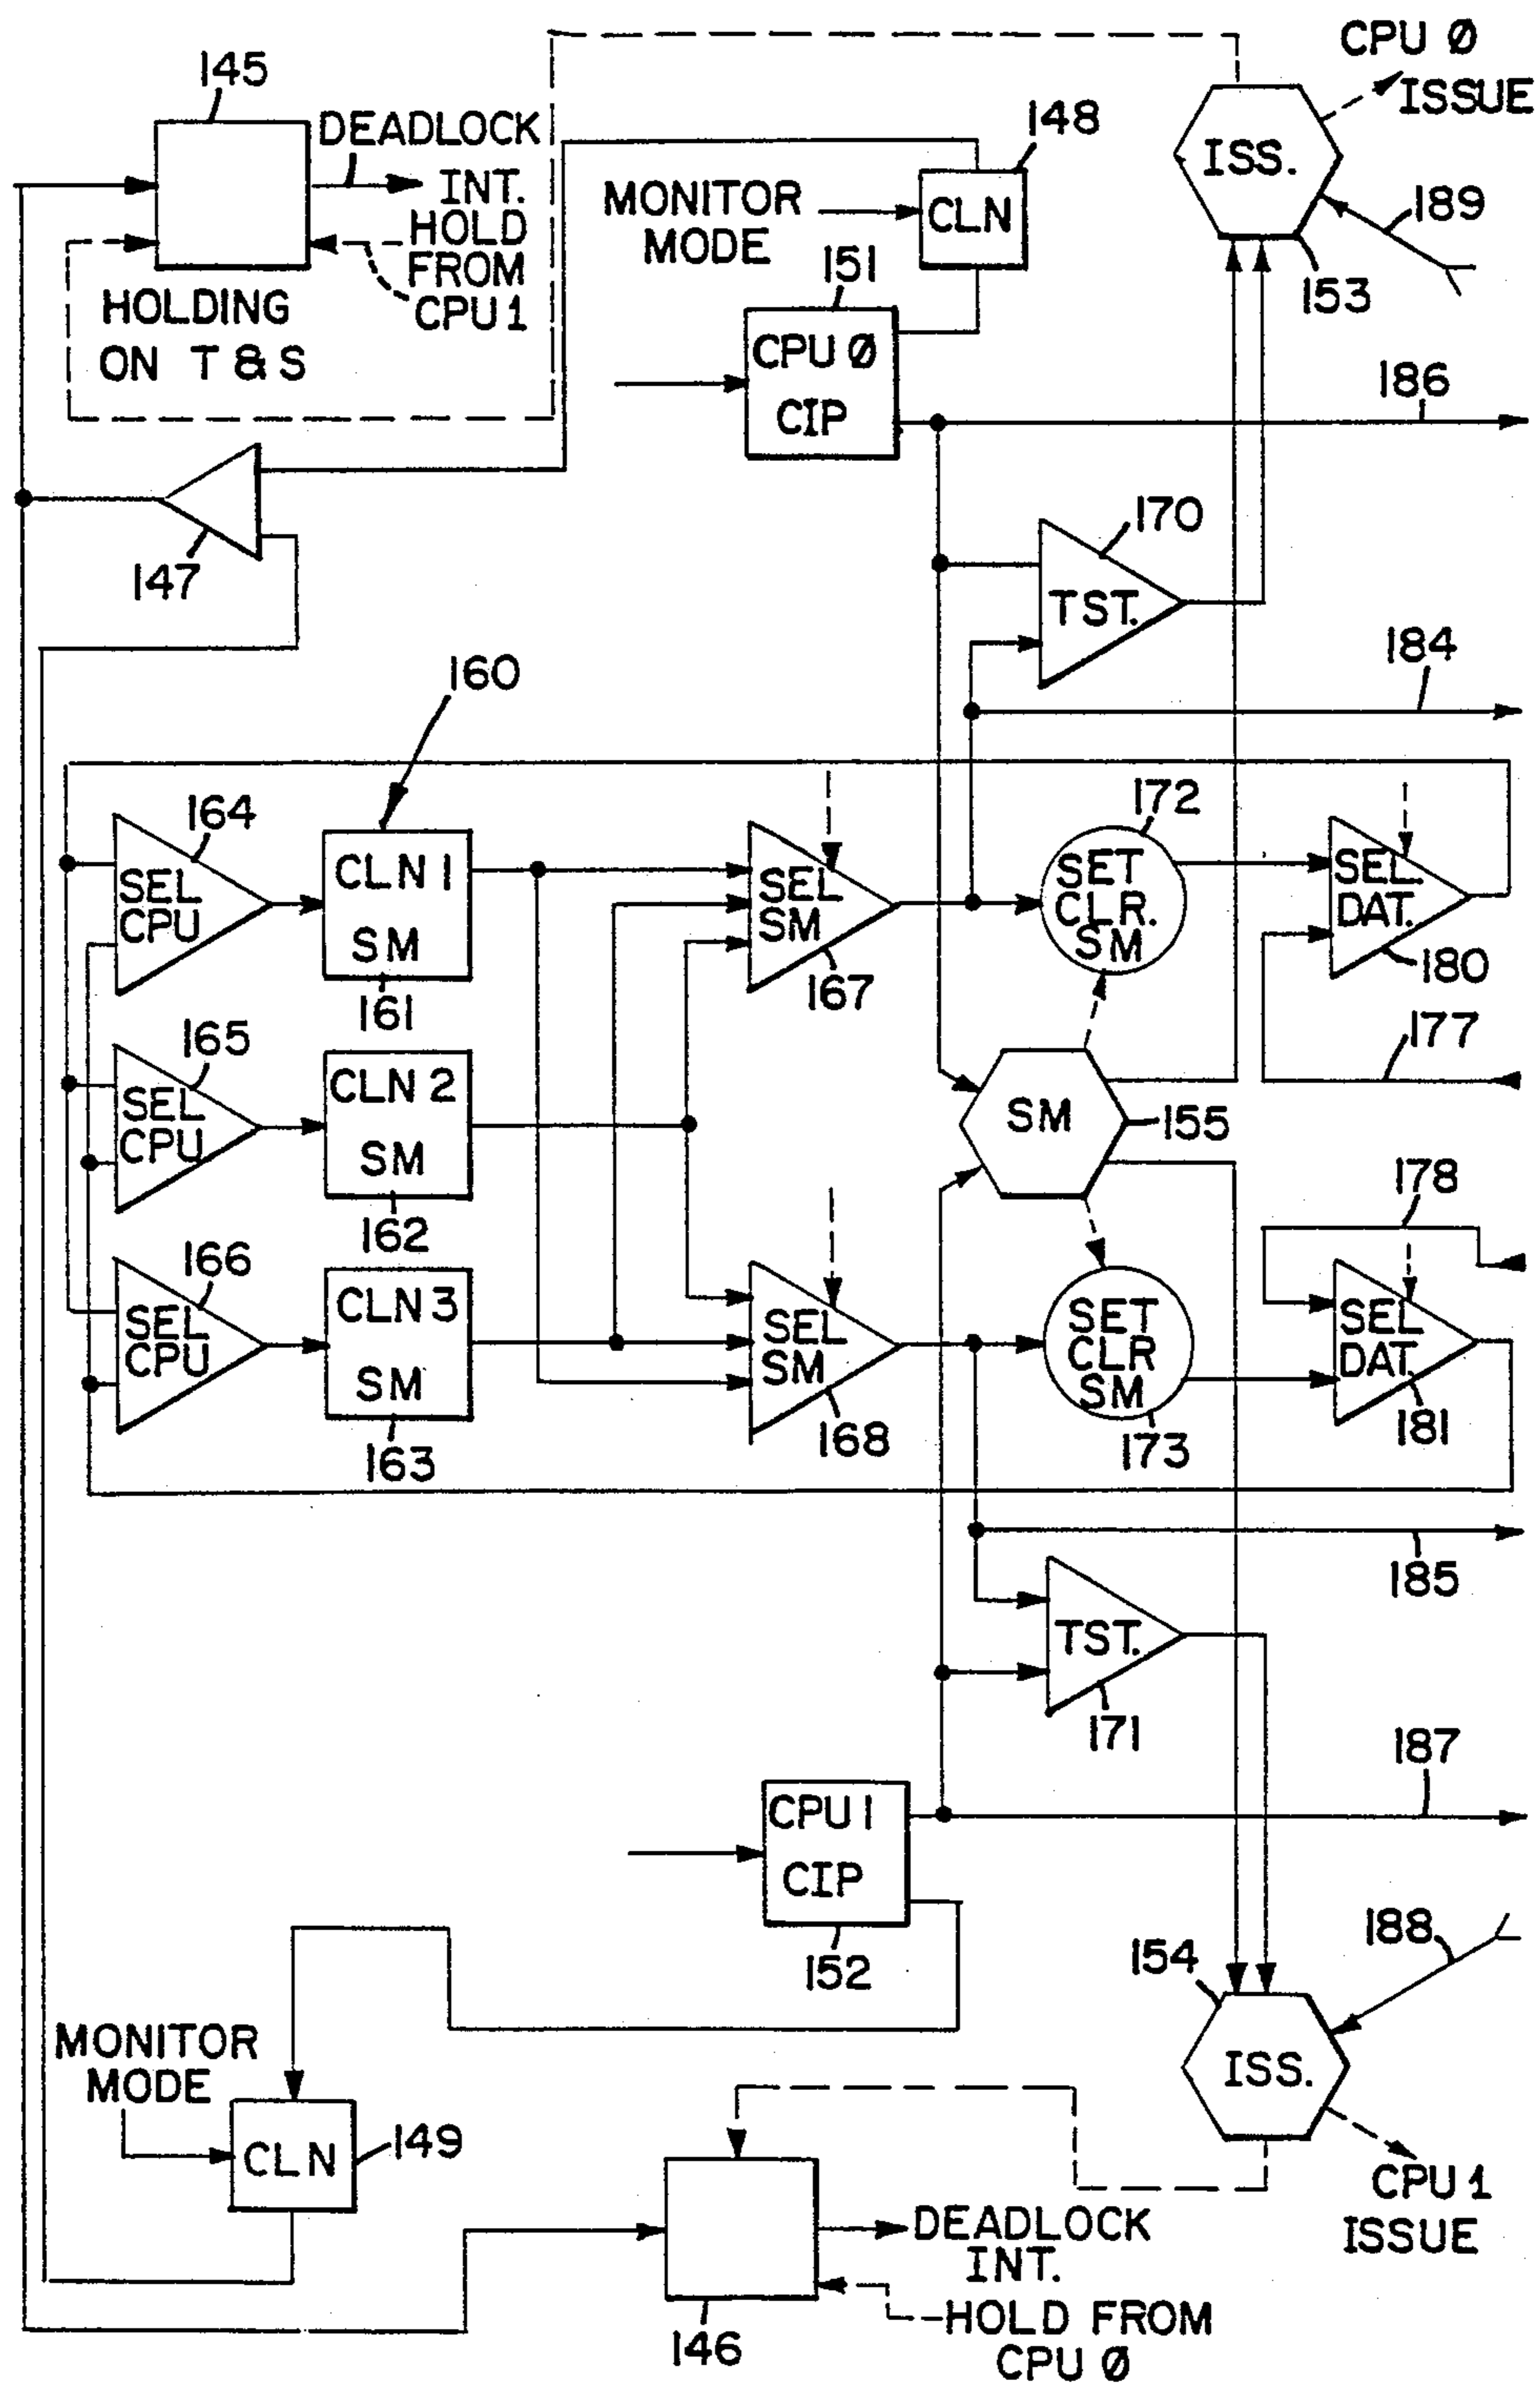 CPU Ø
ISSUE
145
DEADLOCK
INT.
HOLD
FROM
CPU 1
HOLDING
ON T & S
148
MONITOR
MODE
CLN
ISS.
189
153
151
CPU Ø
CIP
186
147
170
TST.
184
160
164
SEL
CPU
CLN 1
SM
161
SEL
SM
167
172
SET
CLR.
SM
SEL.
DAT.
180
177
165
SEL
CPU
CLN 2
SM
162
SM
155
178
166
SEL
CPU
CLN 3
SM
163
SEL
SM
168
SET
CLR
SM
173
SEL
DAT.
181
185
TST.
171
187
CPU 1
CIP
152
188
154
ISS.
MONITOR
MODE
CLN
149
CPU 1
ISSUE
DEADLOCK
INT.
HOLD FROM
CPU Ø
146